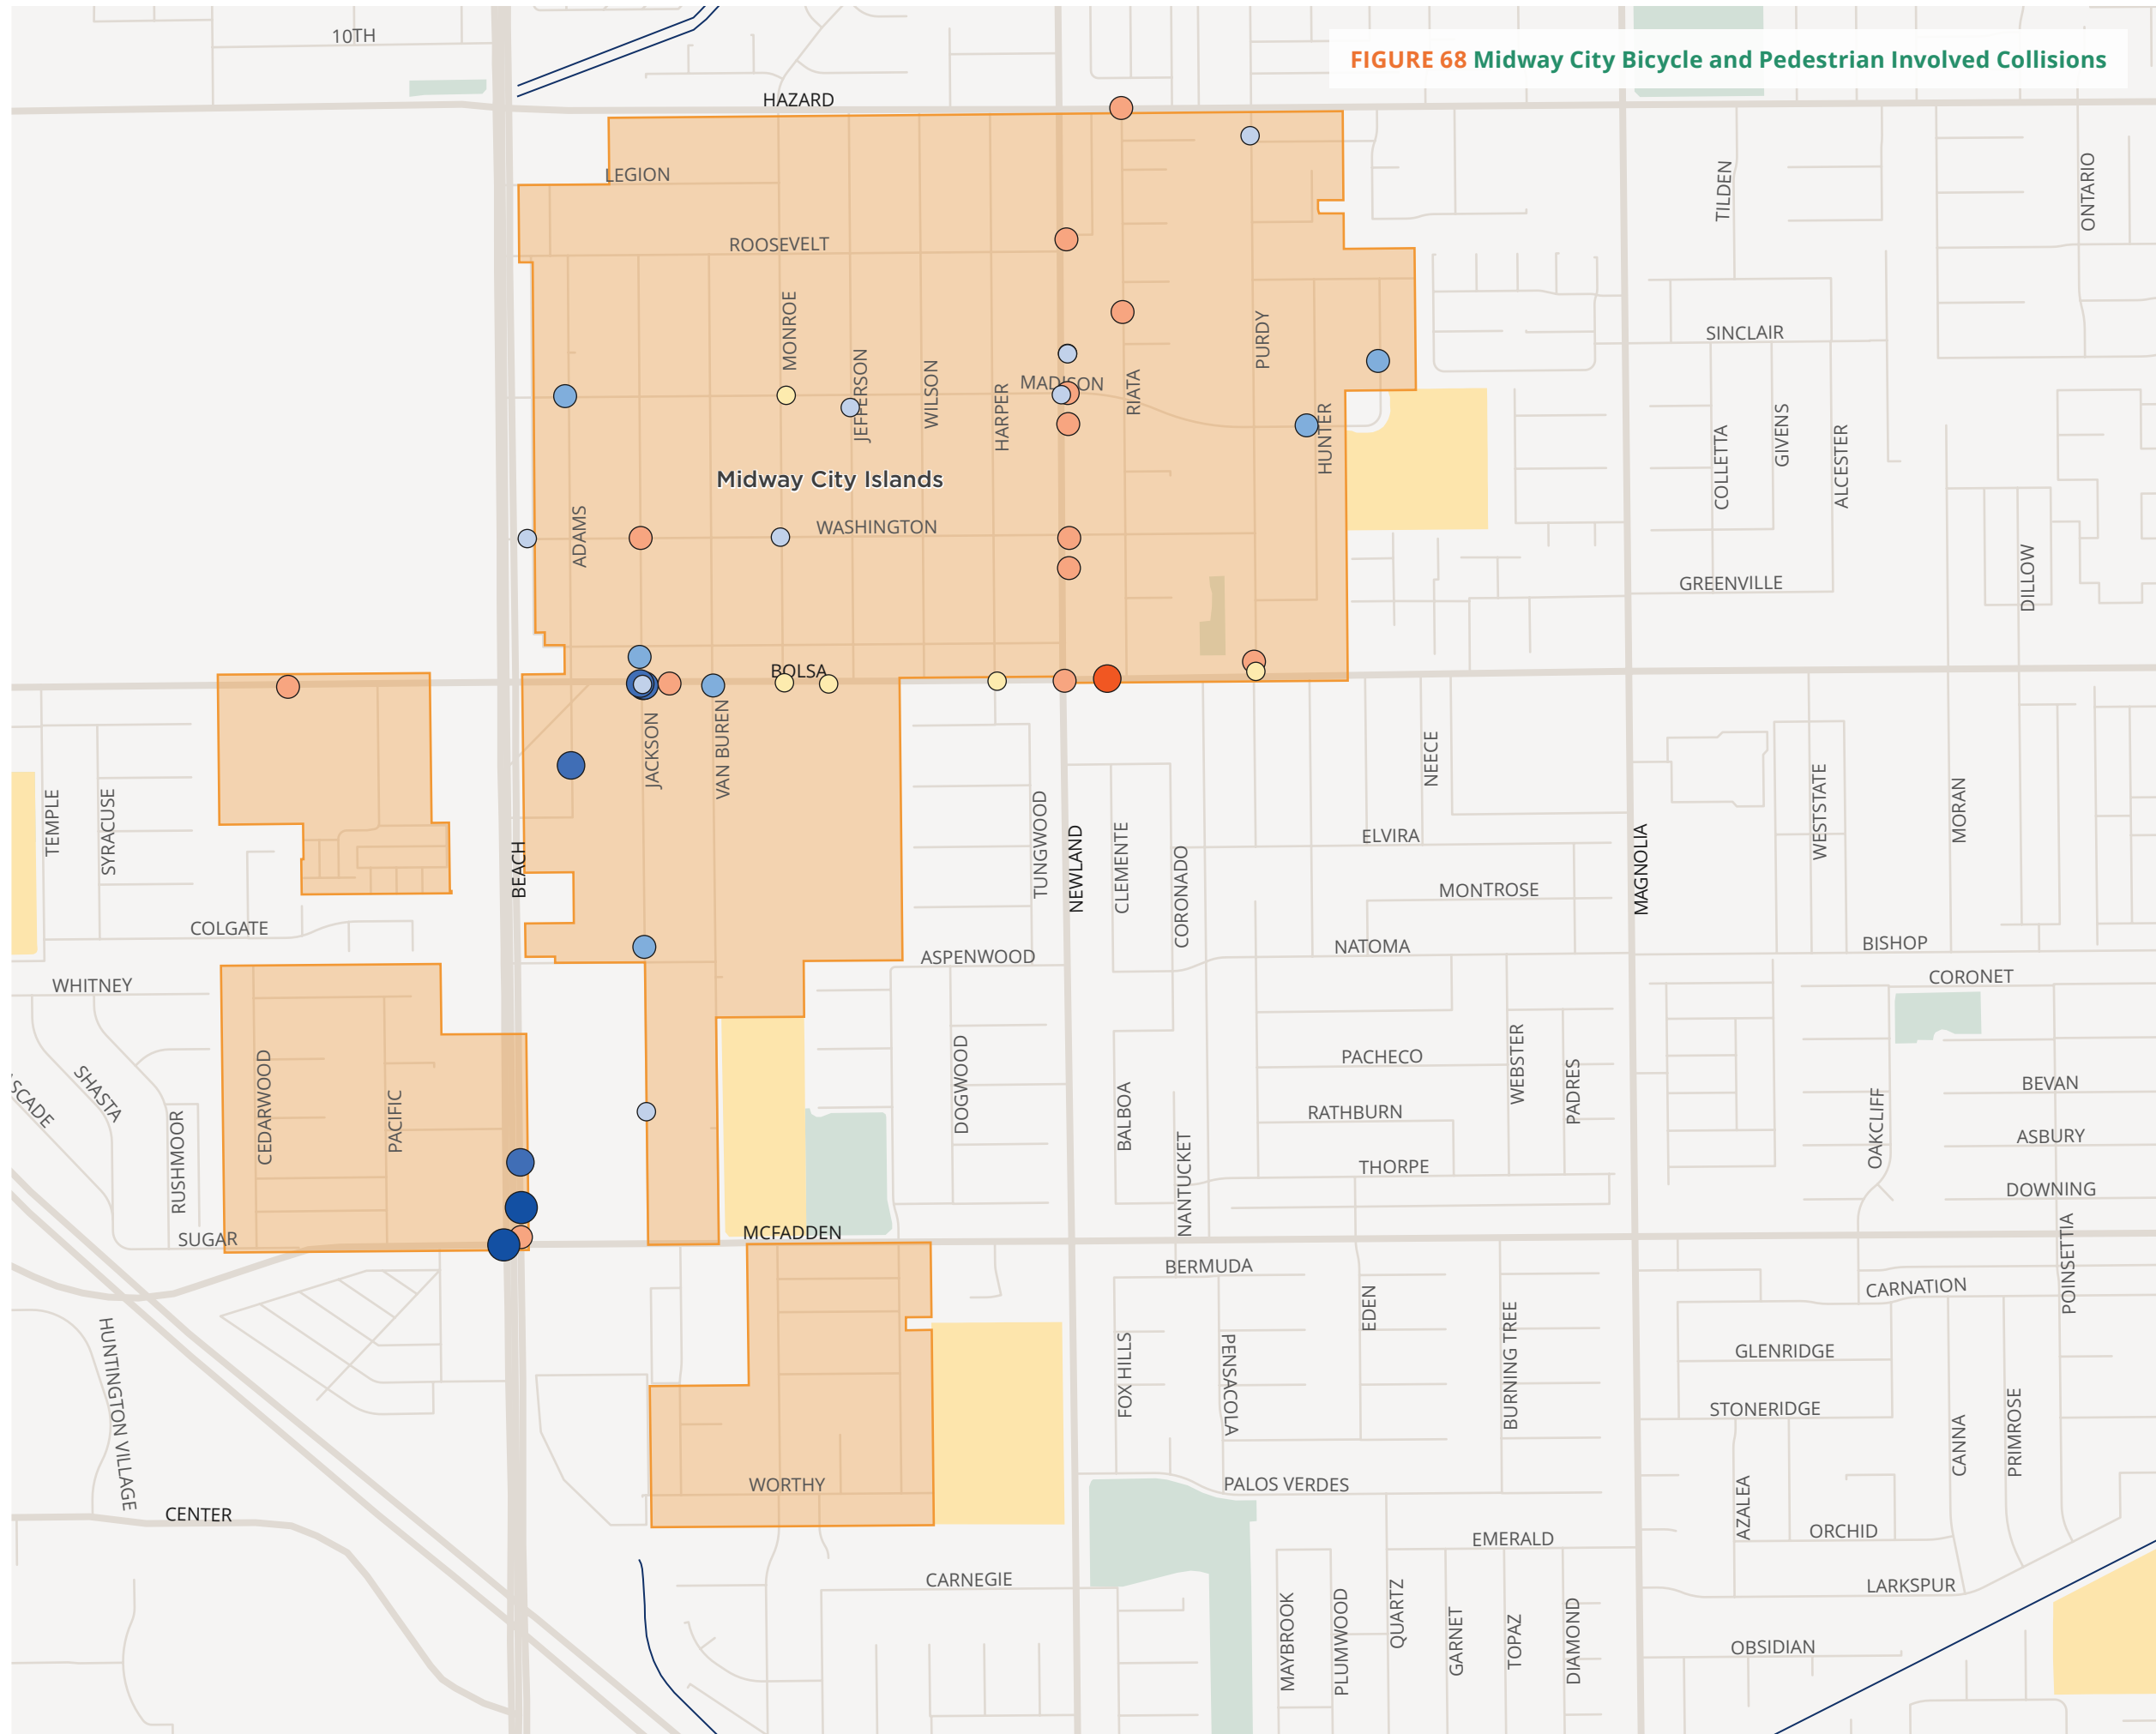 10TH
FIGURE 68 Midway City Bicycle and Pedestrian Involved Collisions
HAZARD
LEGION
TILDEN
ONTARIO
ROOSEVELT
MONROE
PURDY
SINCLAIR
JEFFERSON
WILSON
HARPER
MADISON
RIATA
HUNTER
COLLETTA
GIVENS
ALCESTER
Midway City Islands
ADAMS
WASHINGTON
DILLOW
GREENVILLE
BOLSA
JACKSON
VAN BUREN
NEECE
TEMPLE
SYRACUSE
BEACH
TUNGWOOD
NEWLAND
CLEMENTE
CORONADO
ELVIRA
MAGNOLIA
WESTSTATE
MORAN
MONTROSE
COLGATE
ASPENWOOD
NATOMA
BISHOP
WHITNEY
CORONET
SCADE
SHASTA
RUSHMOOR
CEDARWOOD
PACIFIC
DOGWOOD
BALBOA
NANTUCKET
PACHECO
WEBSTER
PADRES
OAKCLIFF
BEVAN
RATHBURN
ASBURY
THORPE
DOWNING
SUGAR
MCFADDEN
POINSETTIA
BERMUDA
CARNATION
EDEN
HUNTINGTON VILLAGE
FOX HILLS
PENSACOLA
BURNING TREE
GLENRIDGE
STONERIDGE
CANNA
PRIMROSE
WORTHY
PALOS VERDES
AZALEA
CENTER
ORCHID
EMERALD
CARNEGIE
LARKSPUR
MAYBROOK
PLUMWOOD
QUARTZ
GARNET
TOPAZ
DIAMOND
OBSIDIAN